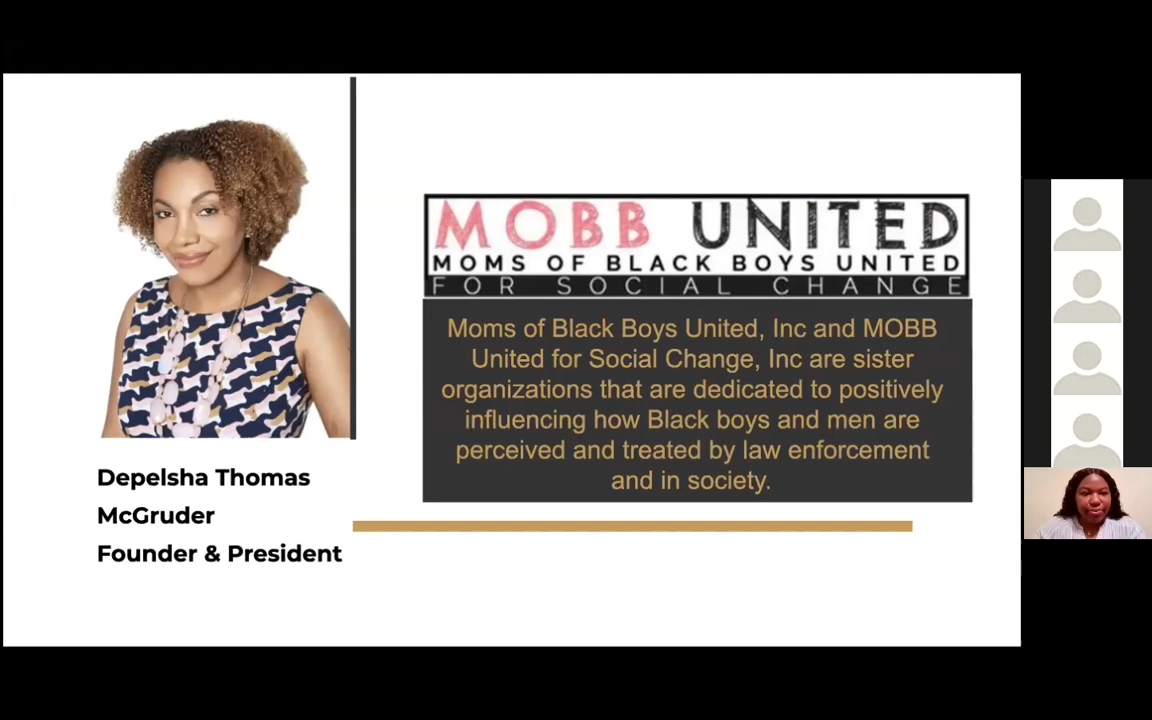 MOBB UNITED
MOMS OF BLACK BOYS UNITED
FOR SOCIAL CHANGE
Moms of Black Boys United, Inc and MOBB
United for Social Change, Inc are sister
organizations that are dedicated to positively
influencing how Black boys and men are
perceived and treated by law enforcement
and in society.
Depelsha Thomas
McGruder
Founder & President